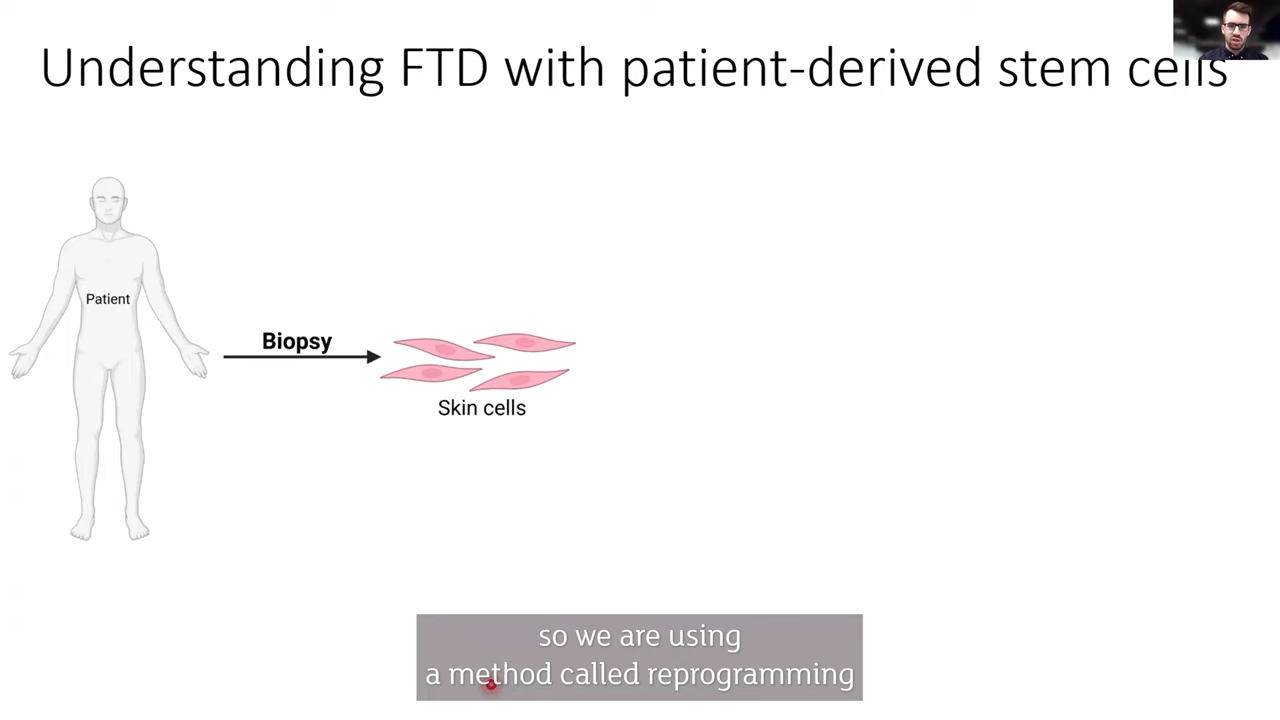 Understanding FTD with patient-derived stem cells
Patient
Biopsy
Skin cells
so we are using
a method called reprogramming